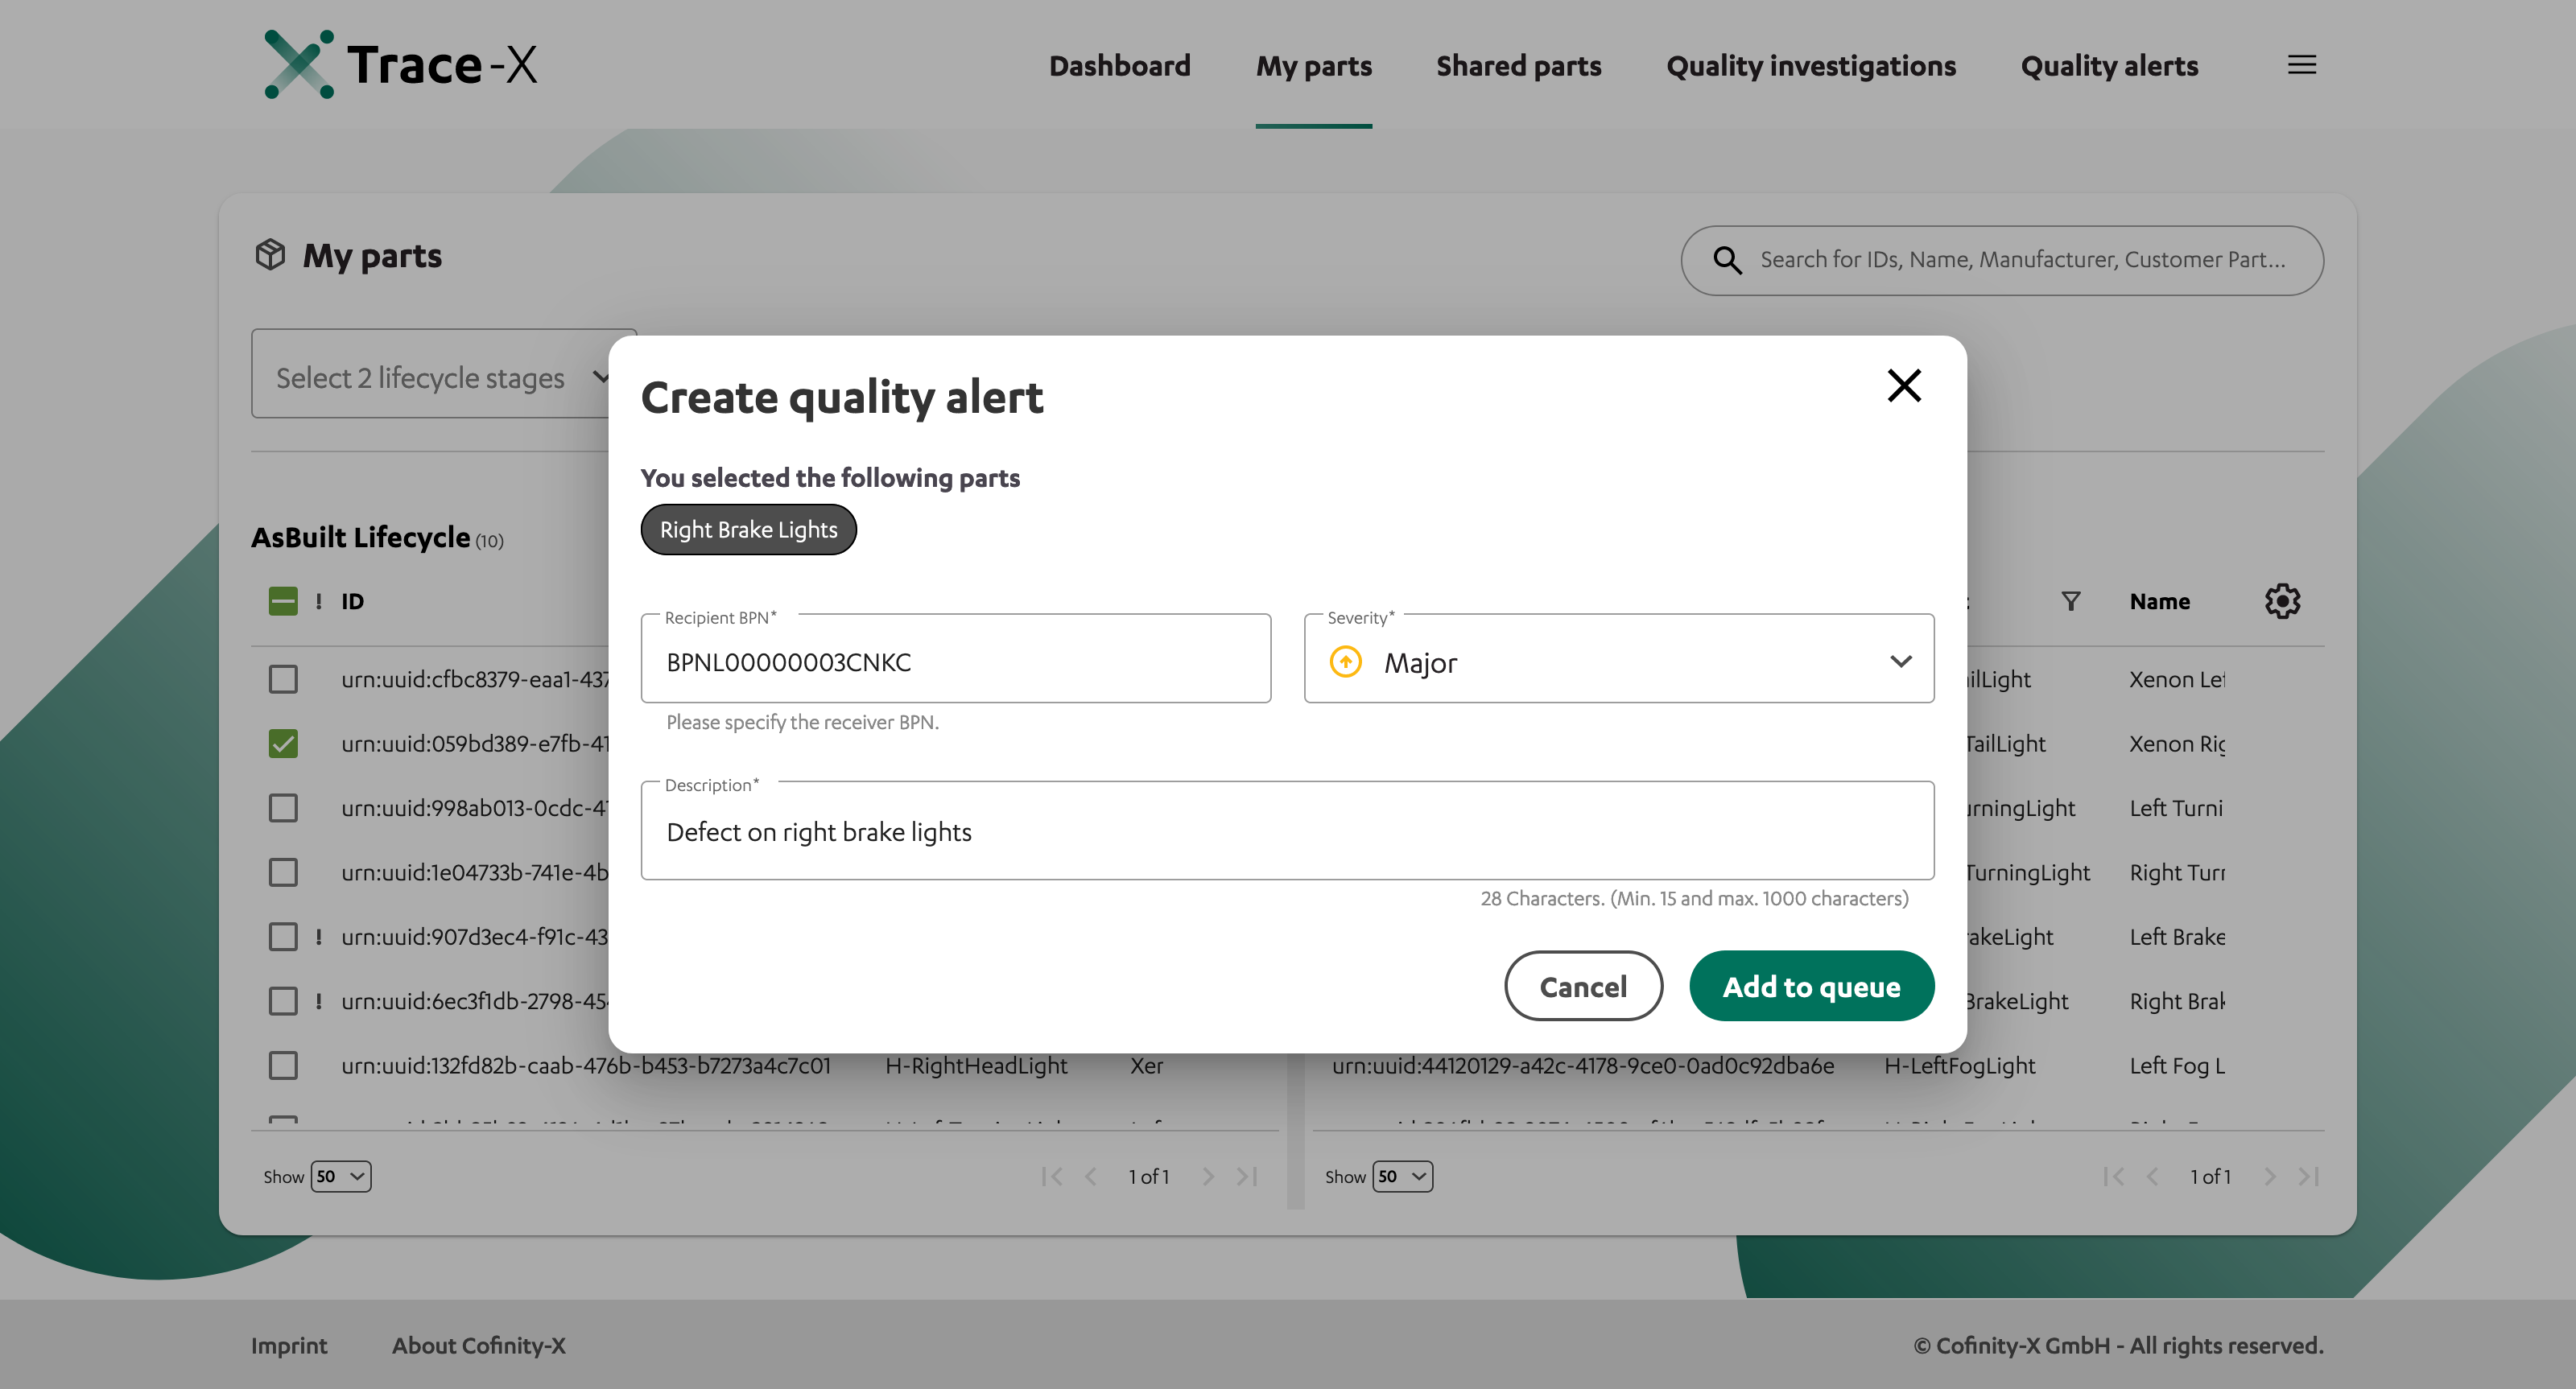 Trace-X
Dashboard My parts Shared parts Quality investigations Quality alerts
My parts
Search for IDs, Name, Manufacturer, Customer Part...
Select 2 lifecycle stages
Create quality alert
You selected the following parts
Right Brake Lights
Recipient BPN*
BPNL00000003CNKC
Please specify the receiver BPN.
Severity*
Major
Description*
Defect on right brake lights
28 Characters. (Min. 15 and max. 1000 characters)
Cancel Add to queue
AsBuilt Lifecycle (10)
! ID
Name
urn:uuid:cfbc8379-eaa1-437
ilLight Xenon Lef
urn:uuid:059bd389-e7fb-41
TailLight Xenon Rig
urn:uuid:998ab013-0cdc-41
urningLight Left Turni
urn:uuid:1e04733b-741e-4b
TurningLight Right Turr
! urn:uuid:907d3ec4-f91c-43
rakeLight Left Brake
! urn:uuid:6ec3f1db-2798-45
BrakeLight Right Brak
urn:uuid:132fd82b-caab-476b-b453-b7273a4c7c01 H-RightHeadLight Xer
urn:uuid:44120129-a42c-4178-9ce0-0ad0c92dba6e H-LeftFogLight Left Fog L
Show 50 1 of 1
Show 50 1 of 1
Imprint About Cofinity-X © Cofinity-X GmbH - All rights reserved.